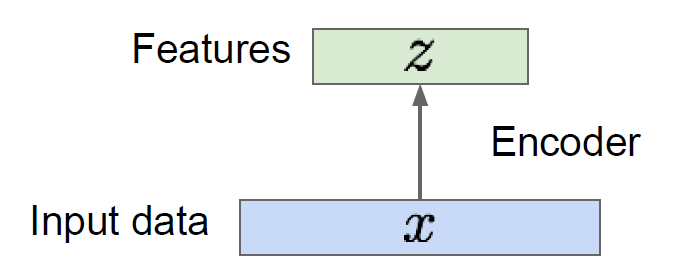 Features
z
Encoder
Input data
x